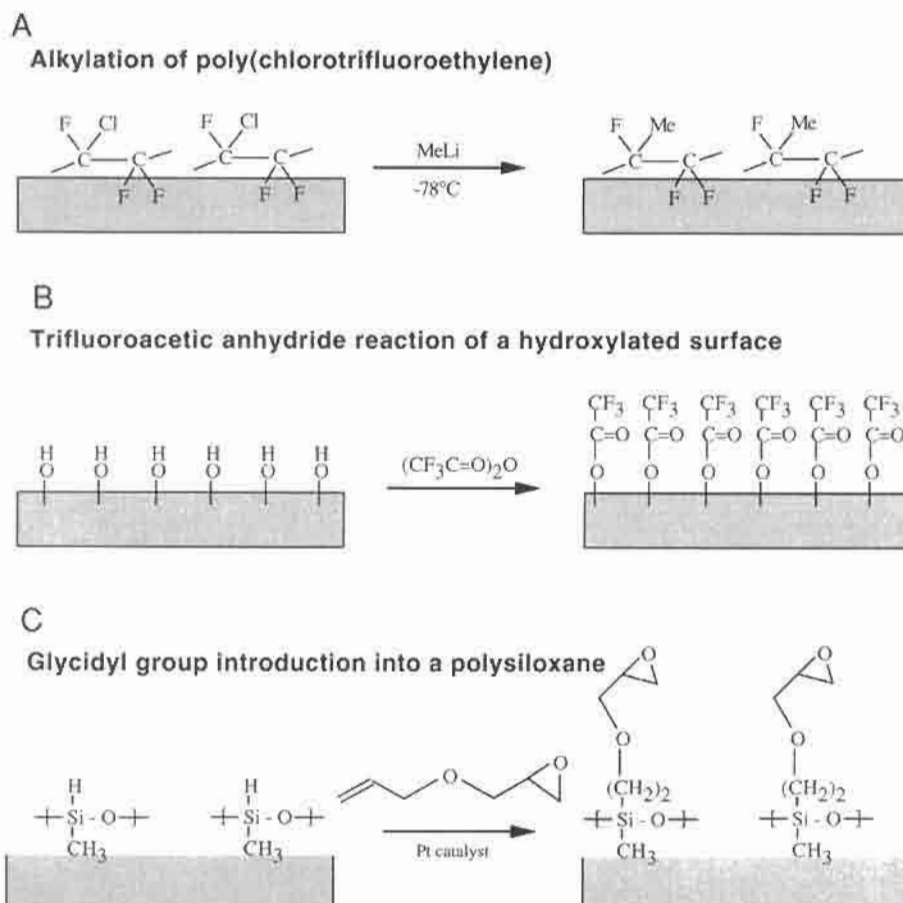 A
Alkylation of poly(chlorotrifluoroethylene)
F Cl F Cl F Me F Me
C C C C MeLi C C C C
F F F F -78°C F F F F
B
Trifluoroacetic anhydride reaction of a hydroxylated surface
CF3 CF3 CF3 CF3 CF3 CF3
C=O C=O C=O C=O C=O C=O
H H H H H H
O O O O O O (CF3C=O)2O O O O O O O
C
Glycidyl group introduction into a polysiloxane
O O
O O
H H O O (CH2)2 (CH2)2
Si - O Si - O Si - O Si - O
CH3 CH3 Pt catalyst CH3 CH3